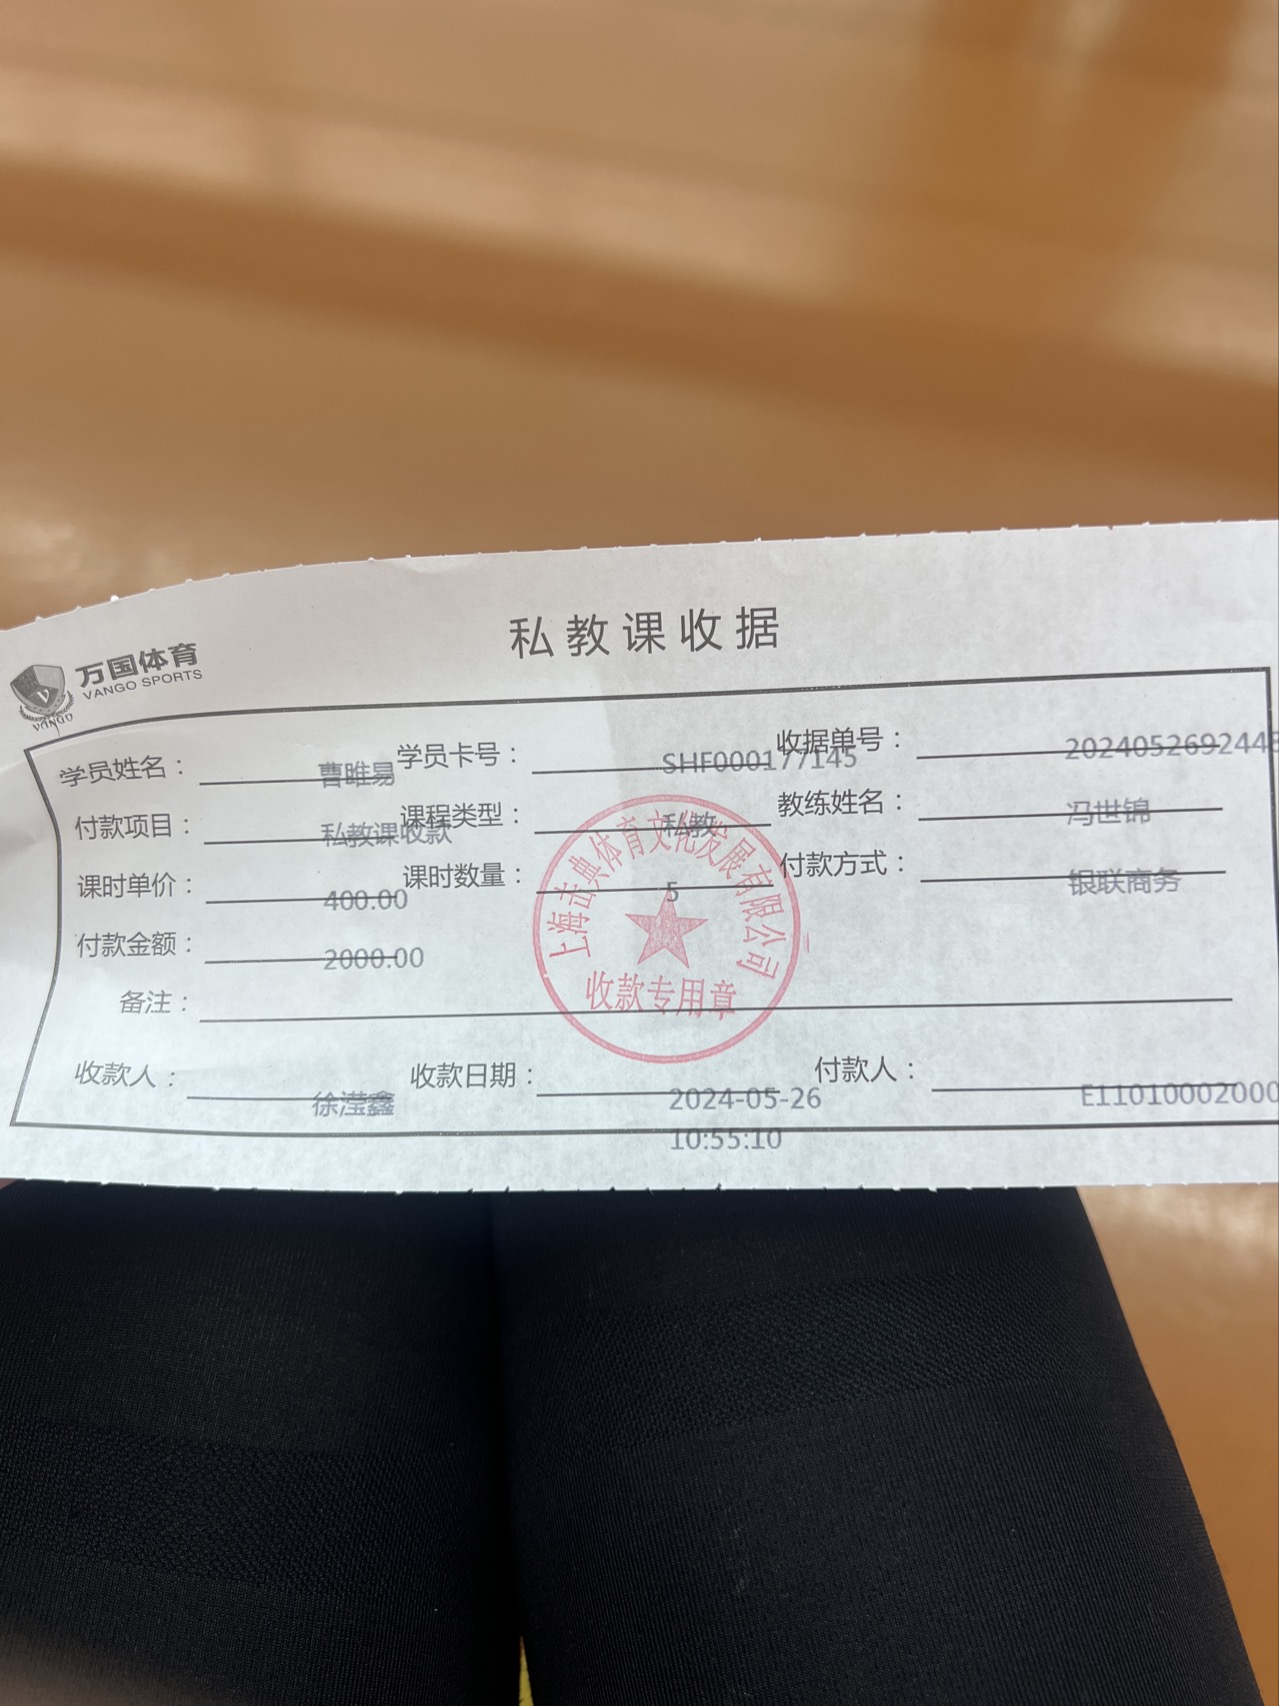 私教课收据
万国体育
VANGO SPORTS
VANGO
学员姓名： 曹睢易 学员卡号： SHF000177145 收据单号： 2024052692448
付款项目： 私教课收款 课程类型： 私教 教练姓名： 冯世锦
课时单价： 400.00 课时数量： 5 付款方式： 银联商务
付款金额： 2000.00
备注：
收款人： 徐滢鑫 收款日期： 2024-05-26 付款人： E11010002000
10:55:10
上海击典体育文化发展有限公司
收款专用章